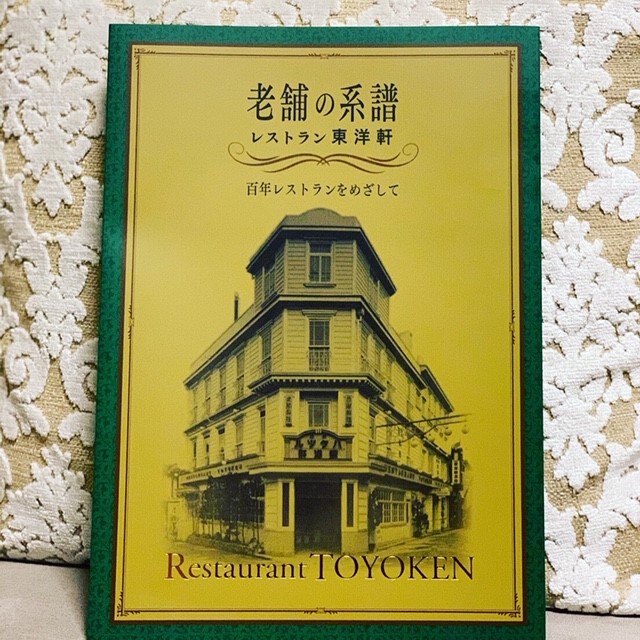 老舗の系譜
レストラン東洋軒
百年レストランをめざして
Restaurant TOYOKEN